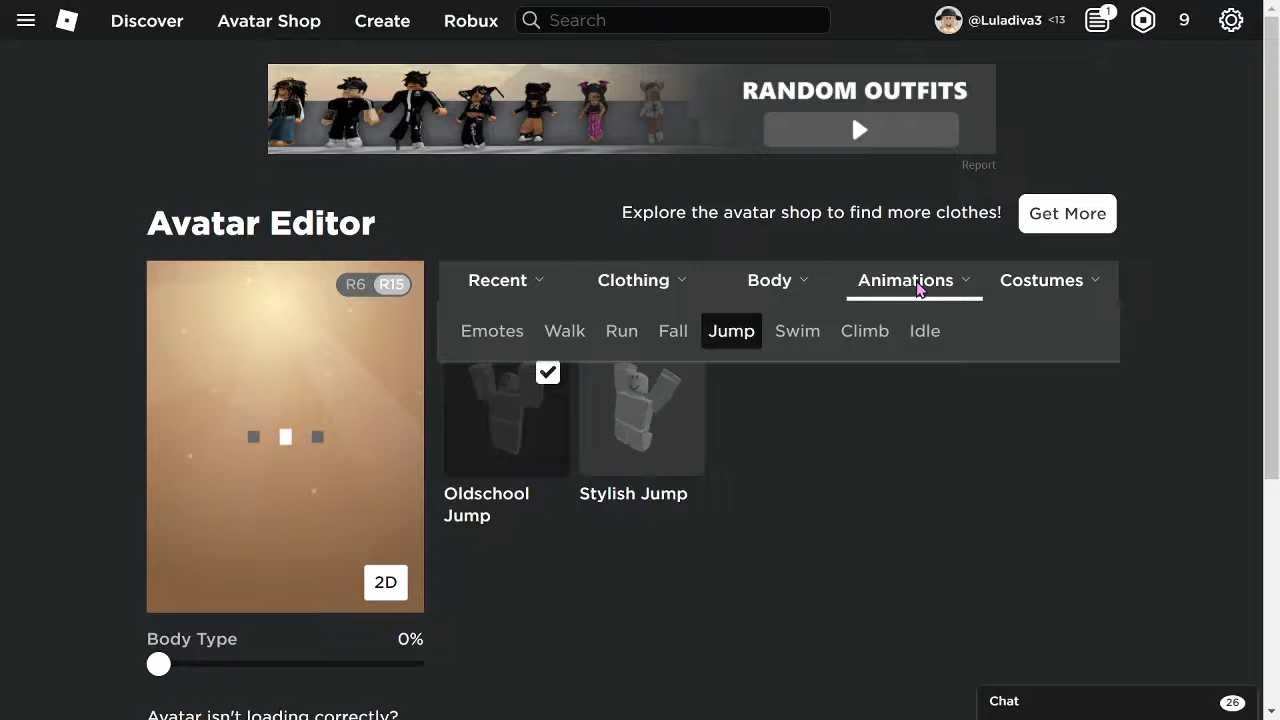 Discover Avatar Shop Create Robux Search @Luladiva3 <13 1 9
RANDOM OUTFITS
Report
Avatar Editor
Explore the avatar shop to find more clothes! Get More
R6 R15
Recent Clothing Body Animations Costumes
Emotes Walk Run Fall Jump Swim Climb Idle
Oldschool
Jump
Stylish Jump
2D
Body Type 0%
Avatar isn't loading correctly?
Chat 26